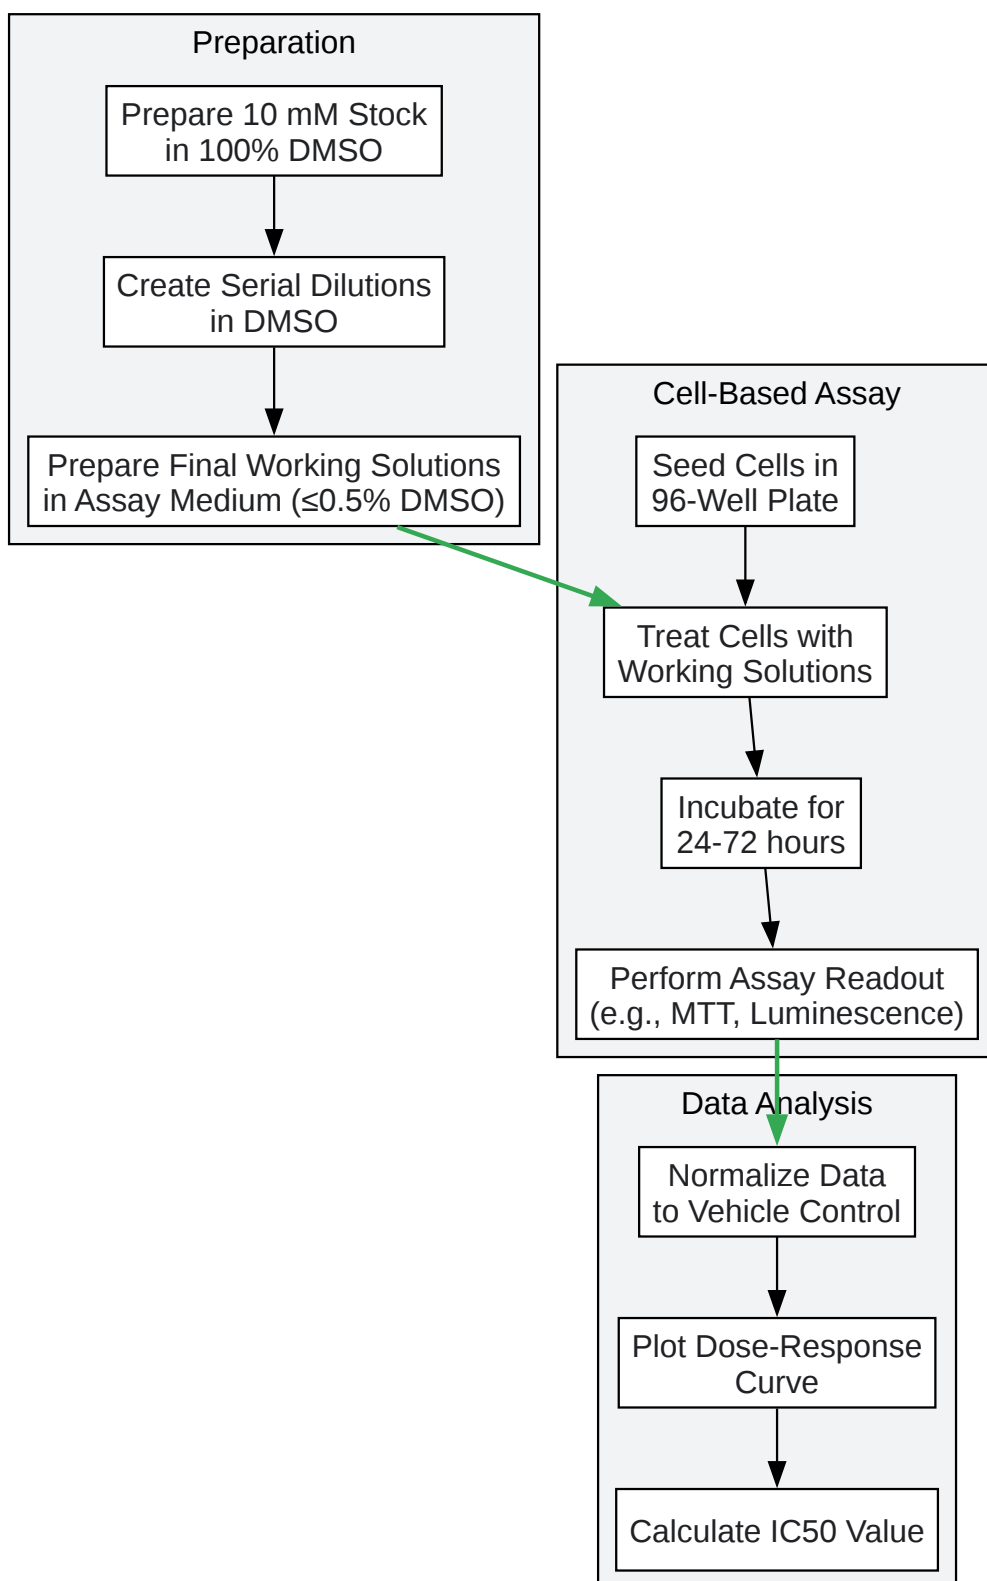 Preparation
Prepare 10 mM Stock
in 100% DMSO
Create Serial Dilutions
in DMSO
Prepare Final Working Solutions
in Assay Medium (≤0.5% DMSO)
Cell-Based Assay
Seed Cells in
96-Well Plate
Treat Cells with
Working Solutions
Incubate for
24-72 hours
Perform Assay Readout
(e.g., MTT, Luminescence)
Data Analysis
Normalize Data
to Vehicle Control
Plot Dose-Response
Curve
Calculate IC50 Value